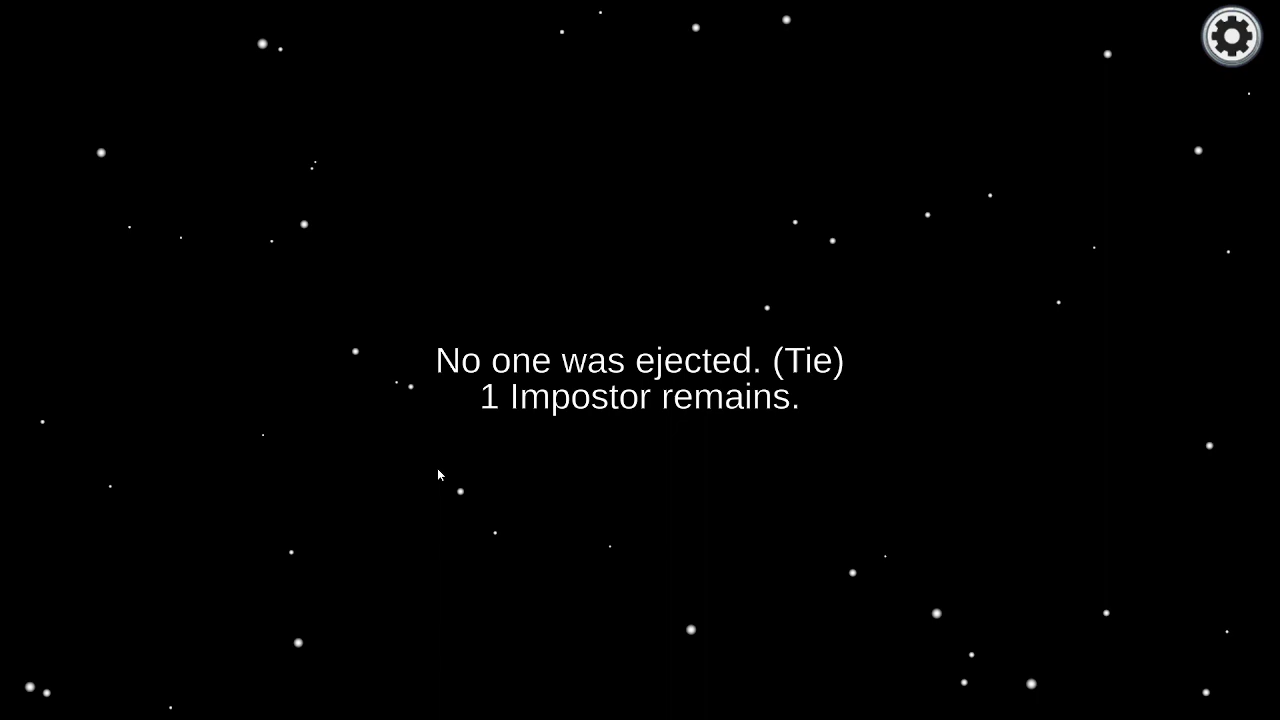 No one was ejected. (Tie)
1 Impostor remains.